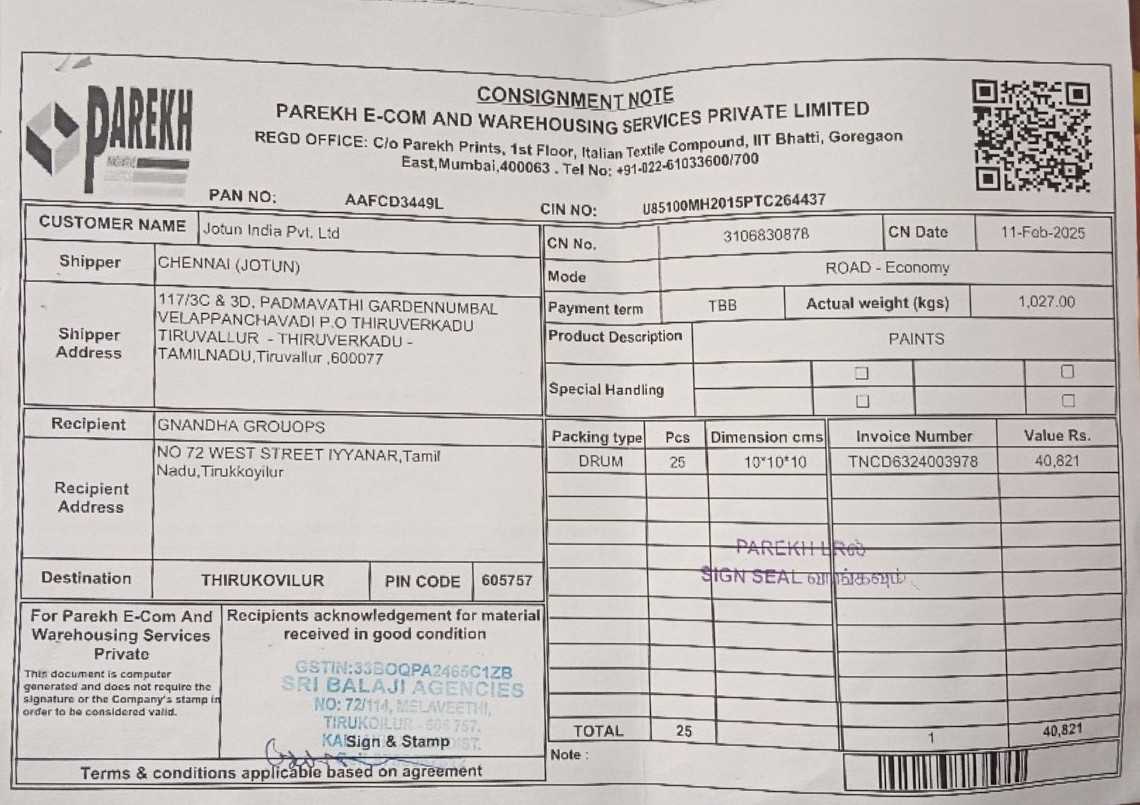 PAREKH
CONSIGNMENT NOTE
PAREKH E-COM AND WAREHOUSING SERVICES PRIVATE LIMITED
REGD OFFICE: C/o Parekh Prints, 1st Floor, Italian Textile Compound, IIT Bhatti, Goregaon
East,Mumbai,400063 . Tel No: +91-022-61033600/700
PAN NO: AAFCD3449L CIN NO: U85100MH2015PTC264437
CUSTOMER NAME Jotun India Pvt. Ltd
Shipper CHENNAI (JOTUN)
Shipper Address
117/3C & 3D, PADMAVATHI GARDENNUMBAL
VELAPPANCHAVADI P.O THIRUVERKADU
TIRUVALLUR - THIRUVERKADU -
TAMILNADU,Tiruvallur ,600077
CN No. 3106830878 CN Date 11-Feb-2025
Mode ROAD - Economy
Payment term TBB Actual weight (kgs) 1,027.00
Product Description PAINTS
Special Handling
Recipient GNANDHA GROUOPS
Recipient Address
NO 72 WEST STREET IYYANAR,Tamil
Nadu,Tirukkoyilur
Destination THIRUKOVILUR PIN CODE 605757
Packing type Pcs Dimension cms Invoice Number Value Rs.
DRUM 25 10*10*10 TNCD6324003978 40,821
PAREKH LRல்
SIGN SEAL வாங்கவும்
TOTAL 25 1 40,821
Note :
For Parekh E-Com And
Warehousing Services
Private
This document is computer
generated and does not require the
signature or the Company's stamp in
order to be considered valid.
Recipients acknowledgement for material
received in good condition
GSTIN:33BOQPA2465C1ZB
SRI BALAJI AGENCIES
NO: 72/114, MELAVEETHI,
TIRUKOILUR - 605 757.
Sign & Stamp
Terms & conditions applicable based on agreement